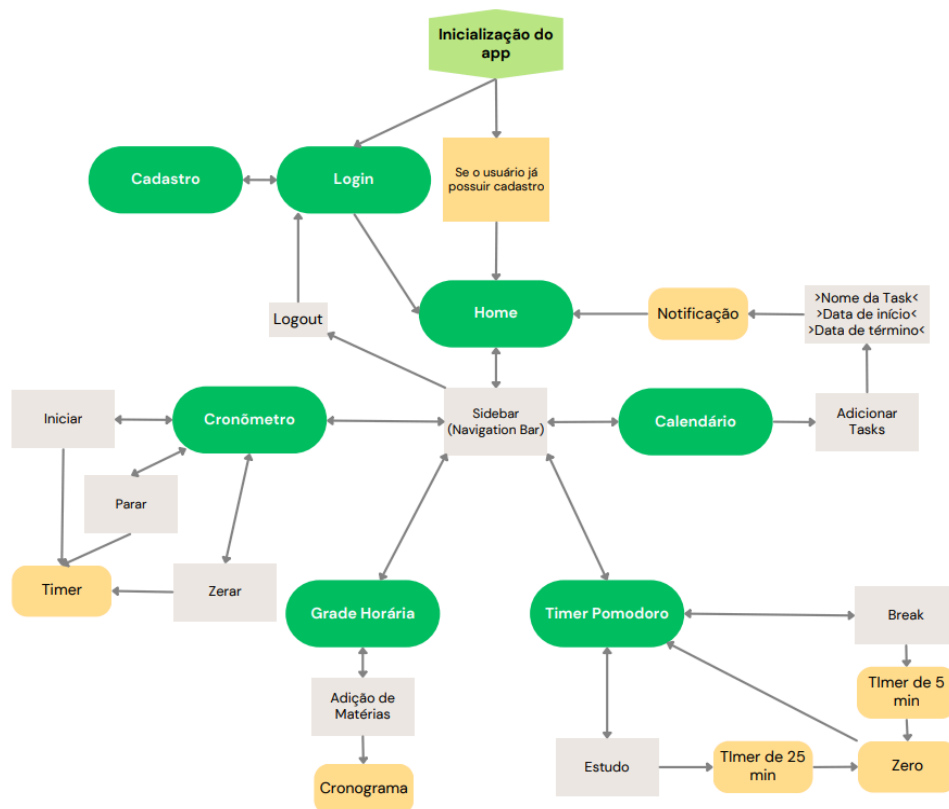 Inicialização do
app
Cadastro
Login
Se o usuário já
possuir cadastro
Logout
Home
Notificação
>Nome da Task<
>Data de início<
>Data de término<
Iniciar
Cronômetro
Sidebar
(Navigation Bar)
Calendário
Adicionar
Tasks
Parar
Timer
Zerar
Grade Horária
Timer Pomodoro
Break
TImer de 5
min
Adição de
Matérias
Estudo
TImer de 25
min
Zero
Cronograma